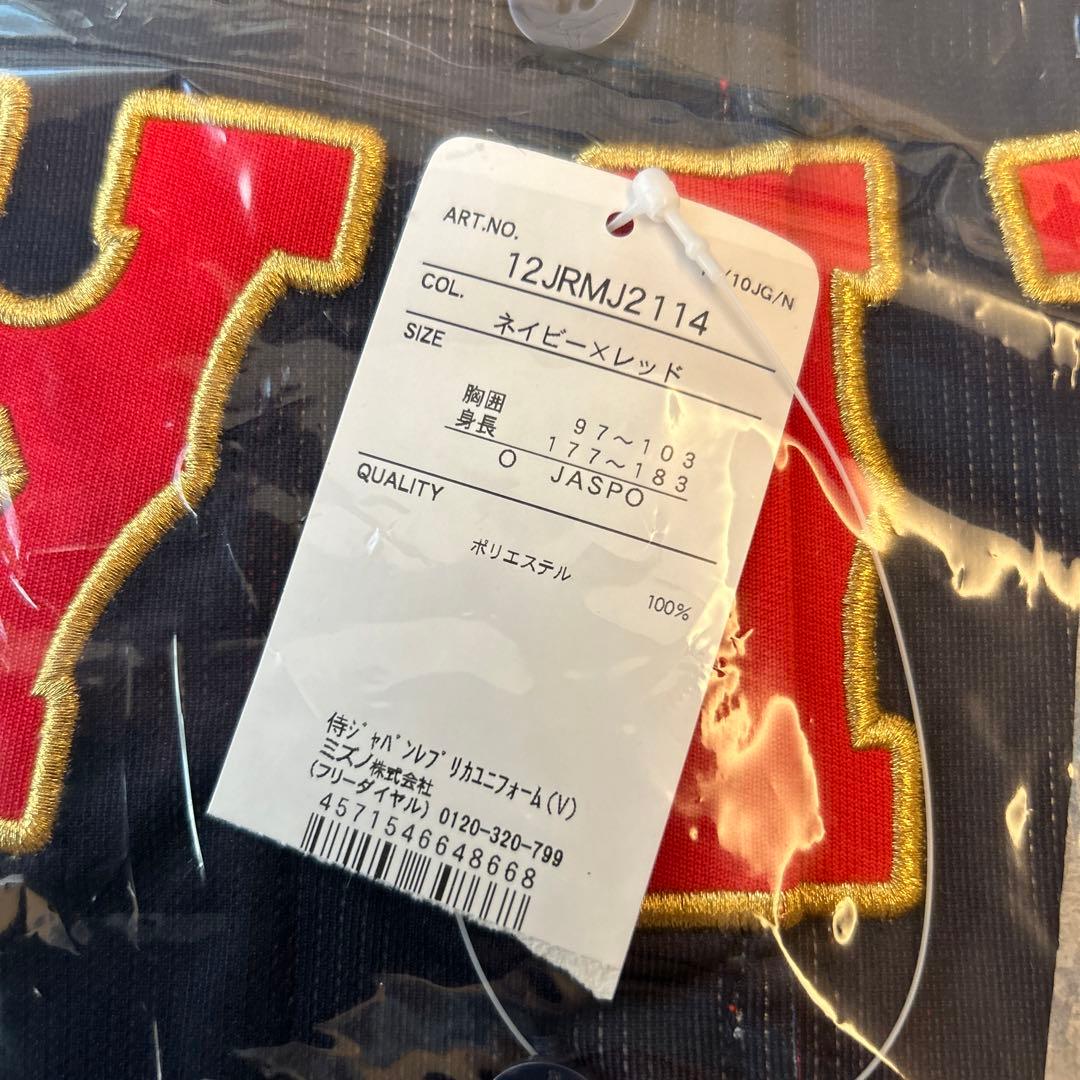 ART.NO.
/10JG/N
12JRMJ2114
COL.
ネイビー×レッド
SIZE
胸囲 97～103
身長 177～183
O JASPO
QUALITY
ポリエステル
100%
侍ｼﾞｬﾊﾟﾝﾚﾌﾟﾘｶﾕﾆﾌｫｰﾑ(V)
ミズノ株式会社
(フリーダイヤル) 0120-320-799
4571546648668